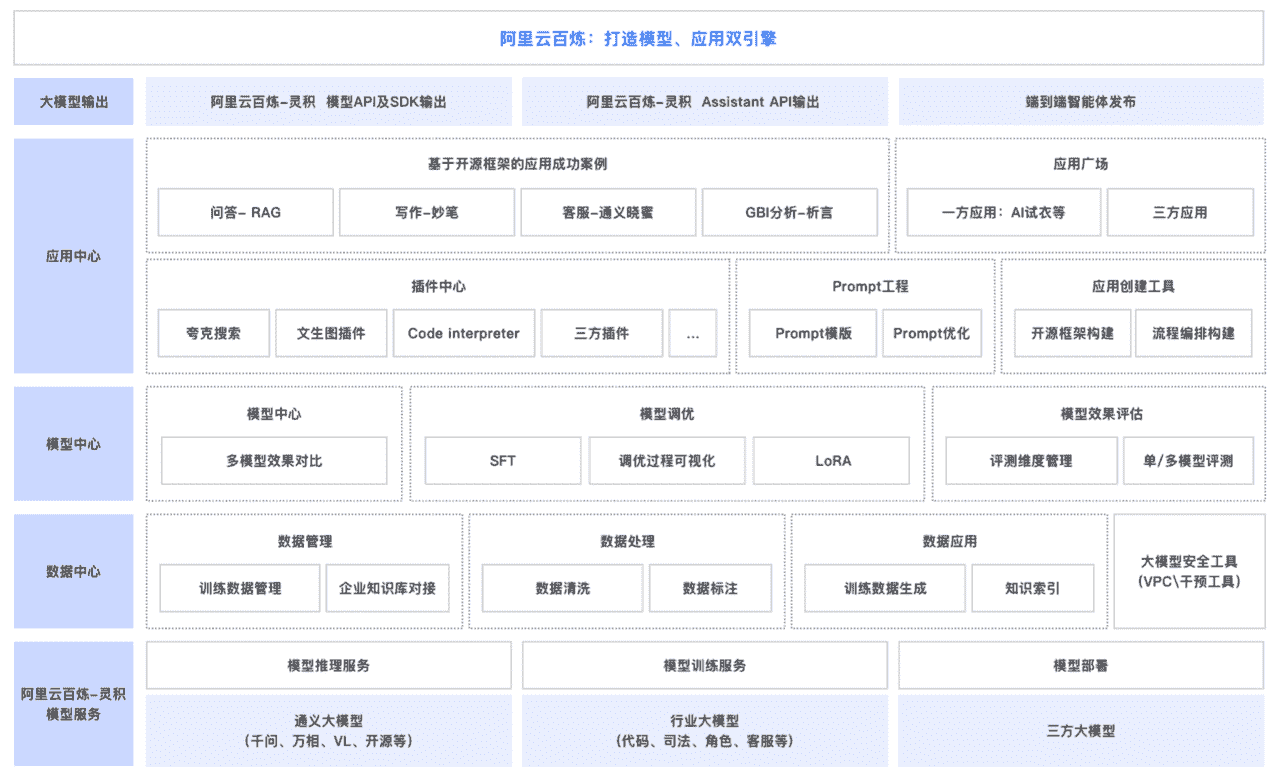 阿里云百炼：打造模型、应用双引擎
大模型输出
阿里云百炼-灵积 模型API及SDK输出
阿里云百炼-灵积 Assistant API输出
端到端智能体发布
应用中心
基于开源框架的应用成功案例
问答- RAG
写作-妙笔
客服-通义晓蜜
GBI分析-析言
应用广场
一方应用：AI试衣等
三方应用
插件中心
夸克搜索
文生图插件
Code interpreter
三方插件
...
Prompt工程
Prompt模版
Prompt优化
应用创建工具
开源框架构建
流程编排构建
模型中心
模型中心
多模型效果对比
模型调优
SFT
调优过程可视化
LoRA
模型效果评估
评测维度管理
单/多模型评测
数据中心
数据管理
训练数据管理
企业知识库对接
数据处理
数据清洗
数据标注
数据应用
训练数据生成
知识索引
大模型安全工具
（VPC\干预工具）
阿里云百炼-灵积
模型服务
模型推理服务
模型训练服务
模型部署
通义大模型
（千问、万相、VL、开源等）
行业大模型
（代码、司法、角色、客服等）
三方大模型